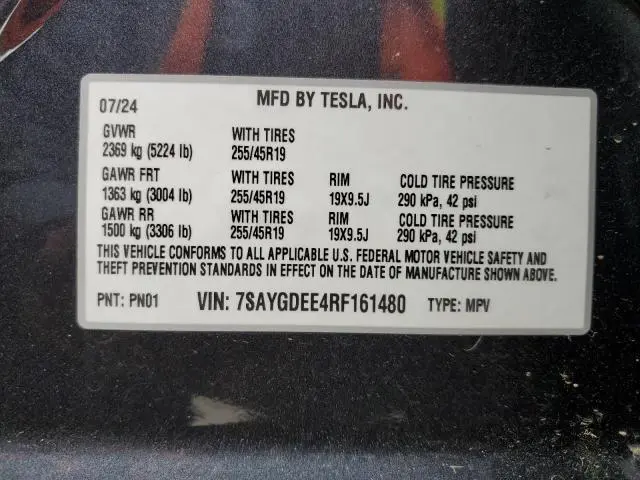 07/24 MFD BY TESLA, INC.
GVWR WITH TIRES
2369 kg (5224 lb) 255/45R19
GAWR FRT WITH TIRES RIM COLD TIRE PRESSURE
1363 kg (3004 lb) 255/45R19 19X9.5J 290 kPa, 42 psi
GAWR RR WITH TIRES RIM COLD TIRE PRESSURE
1500 kg (3306 lb) 255/45R19 19X9.5J 290 kPa, 42 psi
THIS VEHICLE CONFORMS TO ALL APPLICABLE U.S. FEDERAL MOTOR VEHICLE SAFETY AND
THEFT PREVENTION STANDARDS IN EFFECT ON THE DATE OF MANUFACTURE SHOWN ABOVE.
PNT: PN01 VIN: 7SAYGDEE4RF161480 TYPE: MPV